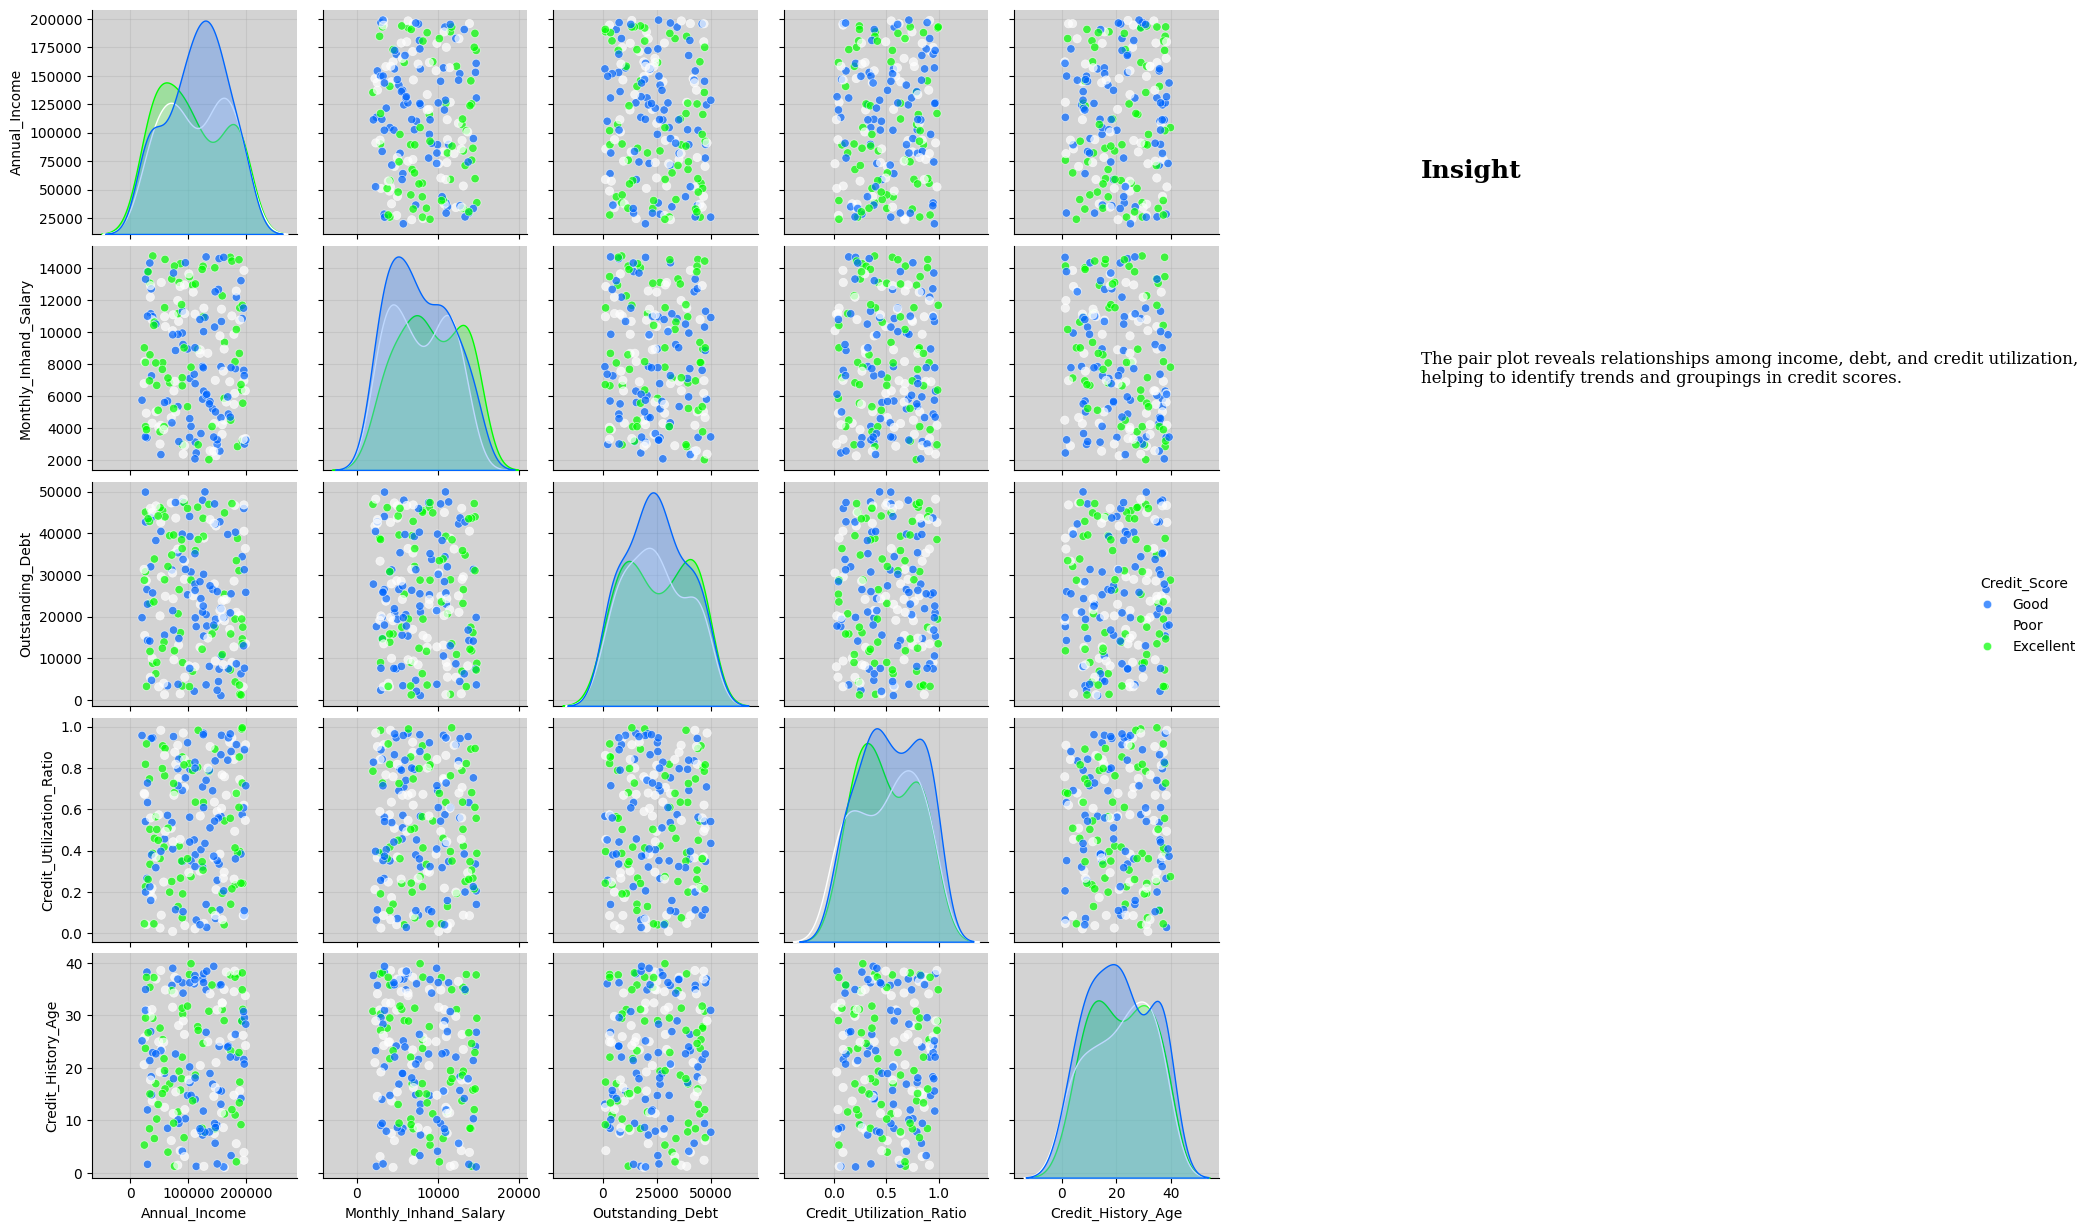 200000
175000
150000
125000
100000
75000
50000
25000
Annual_Income
Insight
14000
12000
10000
8000
6000
4000
2000
Monthly_Inhand_Salary
The pair plot reveals relationships among income, debt, and credit utilization,
helping to identify trends and groupings in credit scores.
50000
40000
30000
20000
10000
0
Outstanding_Debt
Credit_Score
Good
Poor
Excellent
1.0
0.8
0.6
0.4
0.2
0.0
Credit_Utilization_Ratio
40
30
20
10
0
Credit_History_Age
0 100000 200000
0 10000 20000
0 25000 50000
0.0 0.5 1.0
0 20 40
Annual_Income
Monthly_Inhand_Salary
Outstanding_Debt
Credit_Utilization_Ratio
Credit_History_Age